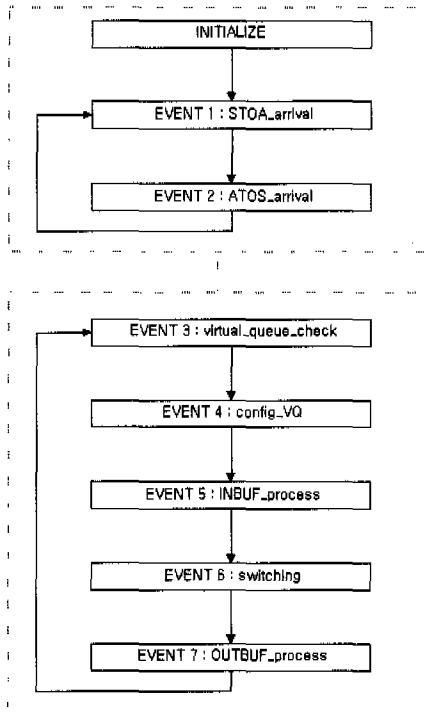 INITIALIZE
EVENT 1 : STOA_arrival
EVENT 2 : ATOS_arrival
EVENT 3 : virtual_queue_check
EVENT 4 : config_VQ
EVENT 5 : INBUF_process
EVENT 6 : switching
EVENT 7 : OUTBUF_process